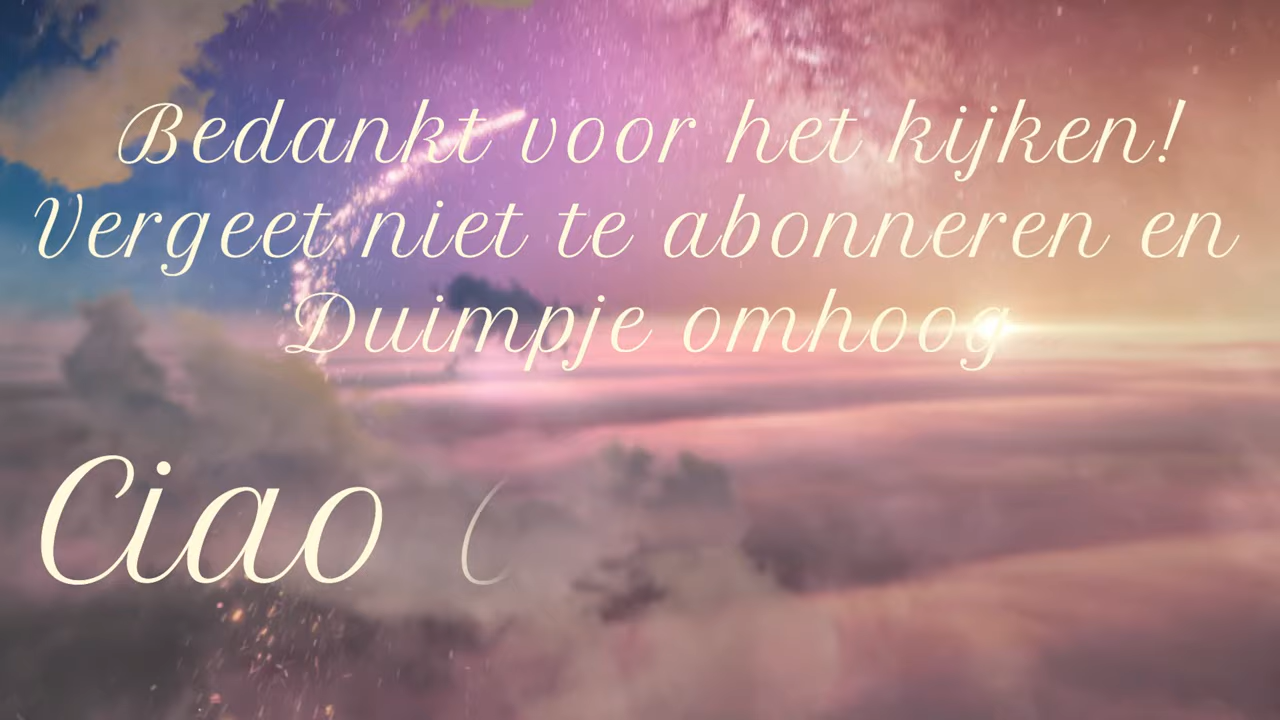 Bedankt voor het kijken!
Vergeet niet te abonneren en
Duimpje omhoog
Ciao